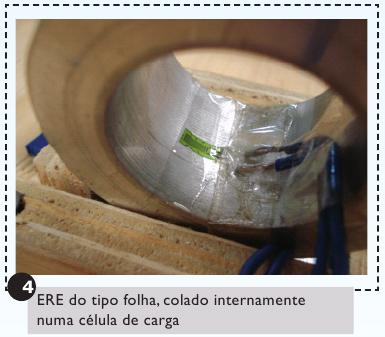 4
ERE do tipo folha, colado internamente
numa célula de carga